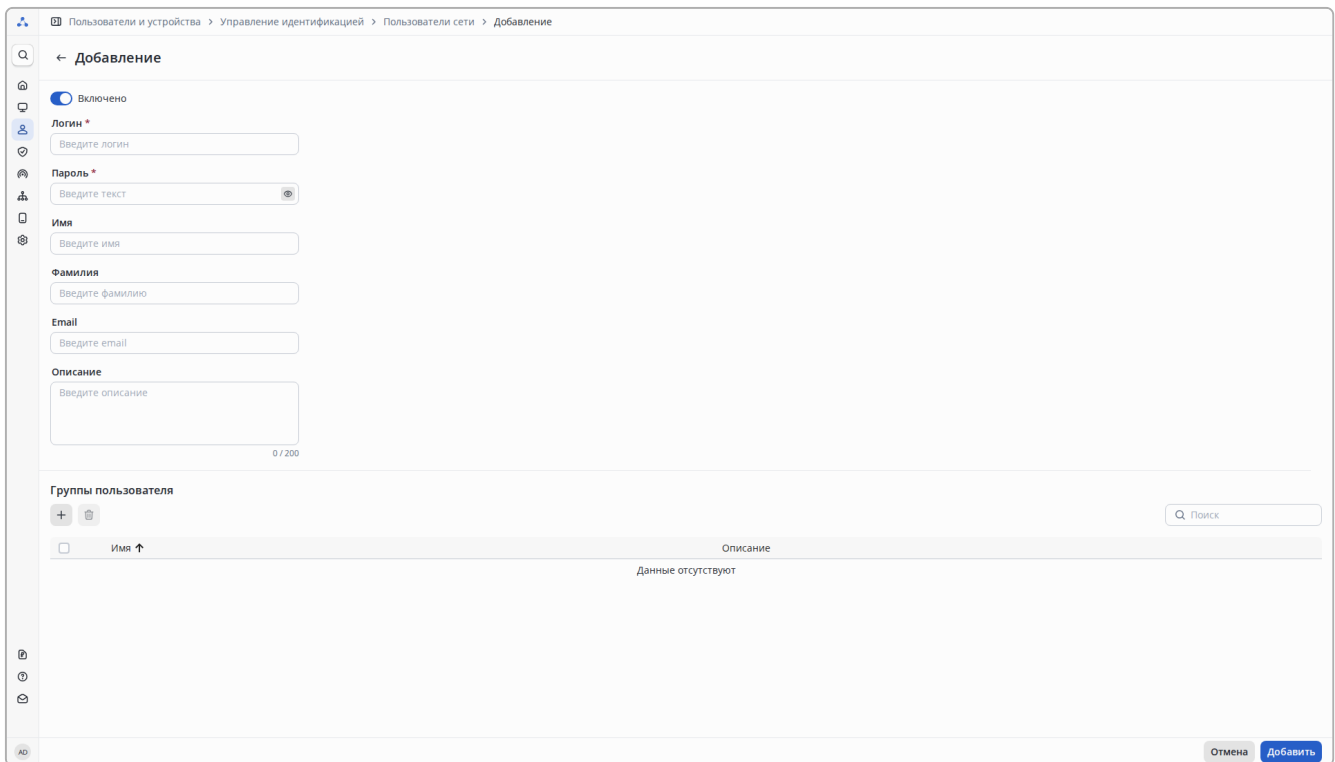 Пользователи и устройства > Управление идентификацией > Пользователи сети > Добавление
← Добавление
Включено
Логин *
Введите логин
Пароль *
Введите текст
Имя
Введите имя
Фамилия
Введите фамилию
Email
Введите email
Описание
Введите описание
0 / 200
Группы пользователя
Поиск
Имя ↑ Описание
Данные отсутствуют
AD
Отмена Добавить